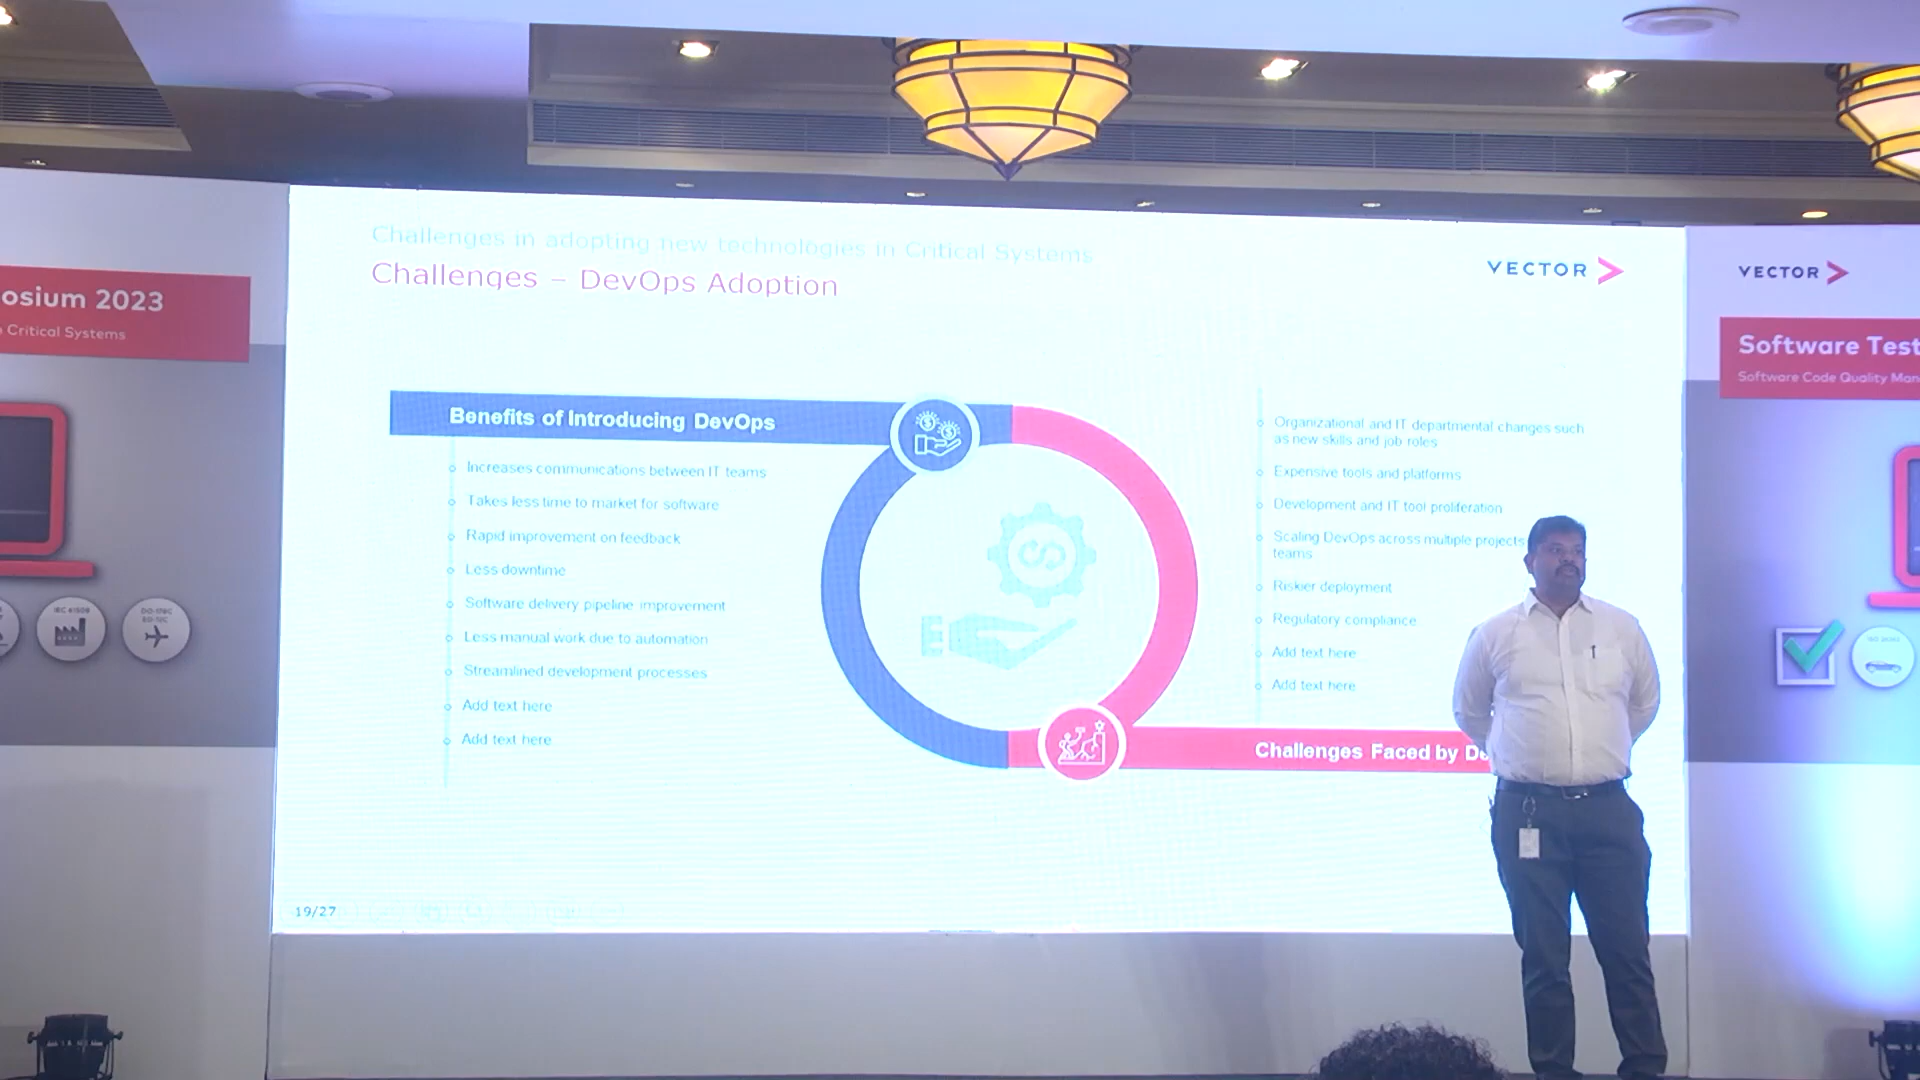 Challenges in adopting new technologies in Critical Systems
Challenges – DevOps Adoption
VECTOR
Benefits of Introducing DevOps
Increases communications between IT teams
Takes less time to market for software
Rapid improvement on feedback
Less downtime
Software delivery pipeline improvement
Less manual work due to automation
Streamlined development processes
Add text here
Add text here
Organizational and IT departmental changes such
as new skills and job roles
Expensive tools and platforms
Development and IT tool proliferation
Scaling DevOps across multiple projects
teams
Riskier deployment
Regulatory compliance
Add text here
Add text here
Challenges Faced by De
19/27
osium 2023
Critical Systems
IEC 61508
DO-178C
VECTOR
Software Test
Software Code Quality Man